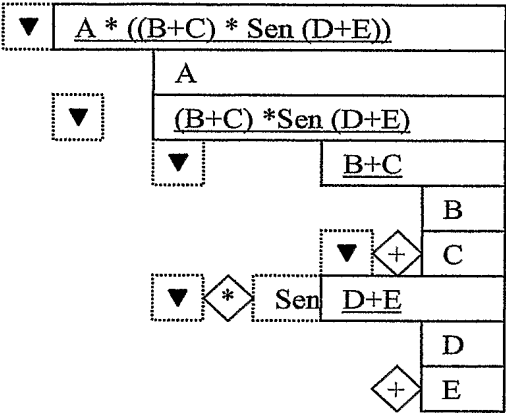 ▼ A * ((B+C) * Sen (D+E))
A
▼ (B+C) *Sen (D+E)
▼ B+C
B
▼ + C
▼ * Sen D+E
D
+ E